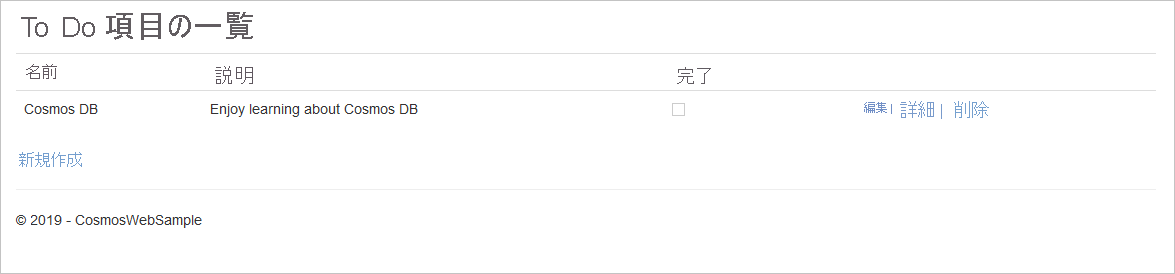 To Do 項目の一覧
名前 説明 完了
Cosmos DB Enjoy learning about Cosmos DB 編集 | 詳細 | 削除
新規作成
© 2019 - CosmosWebSample